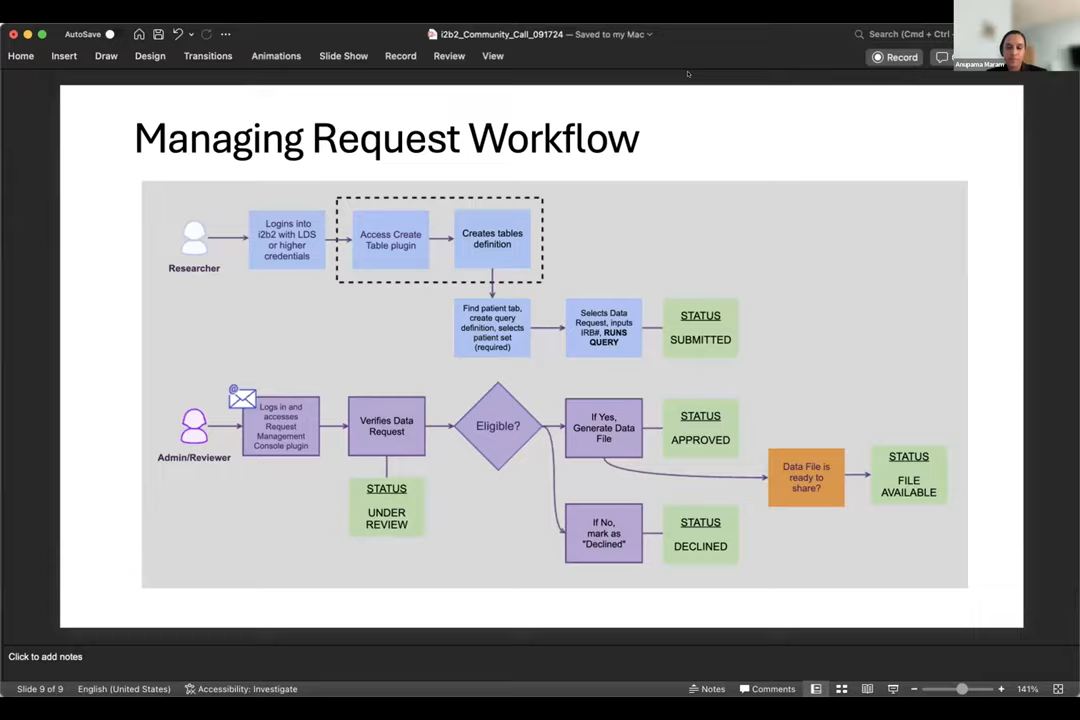 AutoSave
i2b2_Community_Call_091724 — Saved to my Mac
Search (Cmd + Ctrl
Home Insert Draw Design Transitions Animations Slide Show Record Review View
Record
Anupama Maram
Managing Request Workflow
Logins into
i2b2 with LDS
or higher
credentials
Access Create
Table plugin
Creates tables
definition
Researcher
Find patient tab,
create query
definition, selects
patient set
(required)
Selects Data
Request, inputs
IRB#, RUNS
QUERY
STATUS
SUBMITTED
@
Logs in and
accesses
Request
Management
Console plugin
Admin/Reviewer
Verifies Data
Request
STATUS
UNDER
REVIEW
Eligible?
If Yes,
Generate Data
File
STATUS
APPROVED
Data File is
ready to
share?
STATUS
FILE
AVAILABLE
If No,
mark as
"Declined"
STATUS
DECLINED
Click to add notes
Slide 9 of 9 English (United States) Accessibility: Investigate Notes Comments 141%